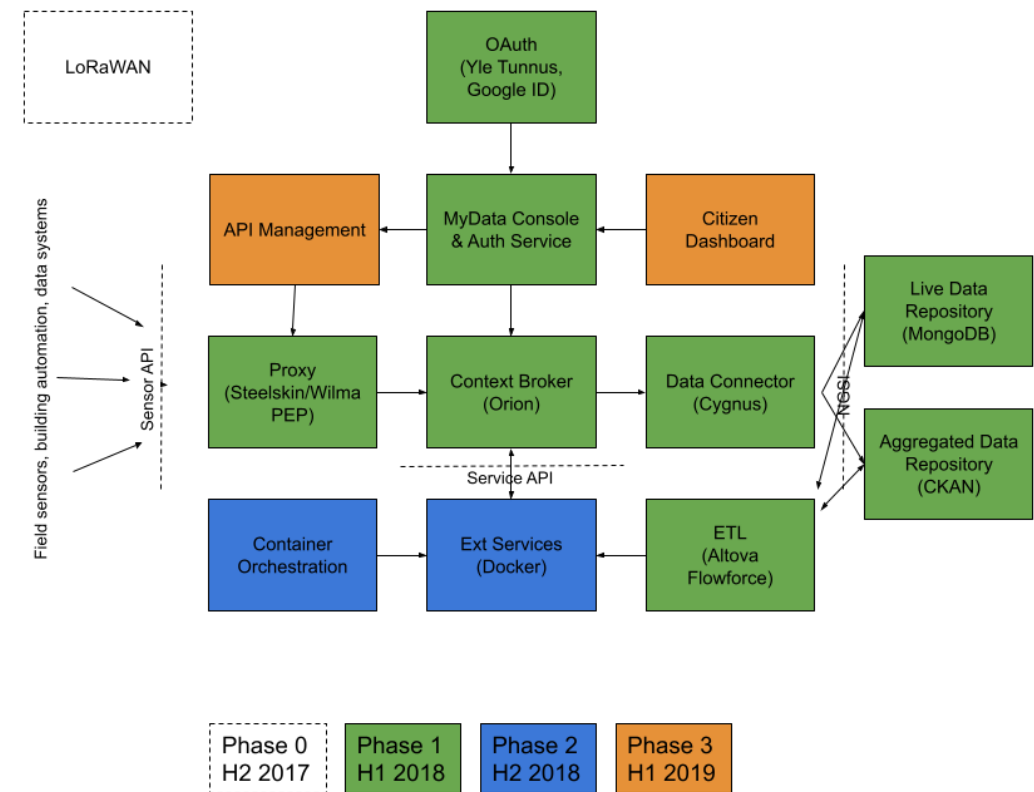 LoRaWAN
OAuth
(Yle Tunnus,
Google ID)
API Management
MyData Console
& Auth Service
Citizen
Dashboard
Field sensors, building automation, data systems
Sensor API
Proxy
(Steelskin/Wilma
PEP)
Context Broker
(Orion)
Data Connector
(Cygnus)
NGSI
Live Data
Repository
(MongoDB)
Aggregated Data
Repository
(CKAN)
Service API
Container
Orchestration
Ext Services
(Docker)
ETL
(Altova
Flowforce)
Phase 0
H2 2017
Phase 1
H1 2018
Phase 2
H2 2018
Phase 3
H1 2019